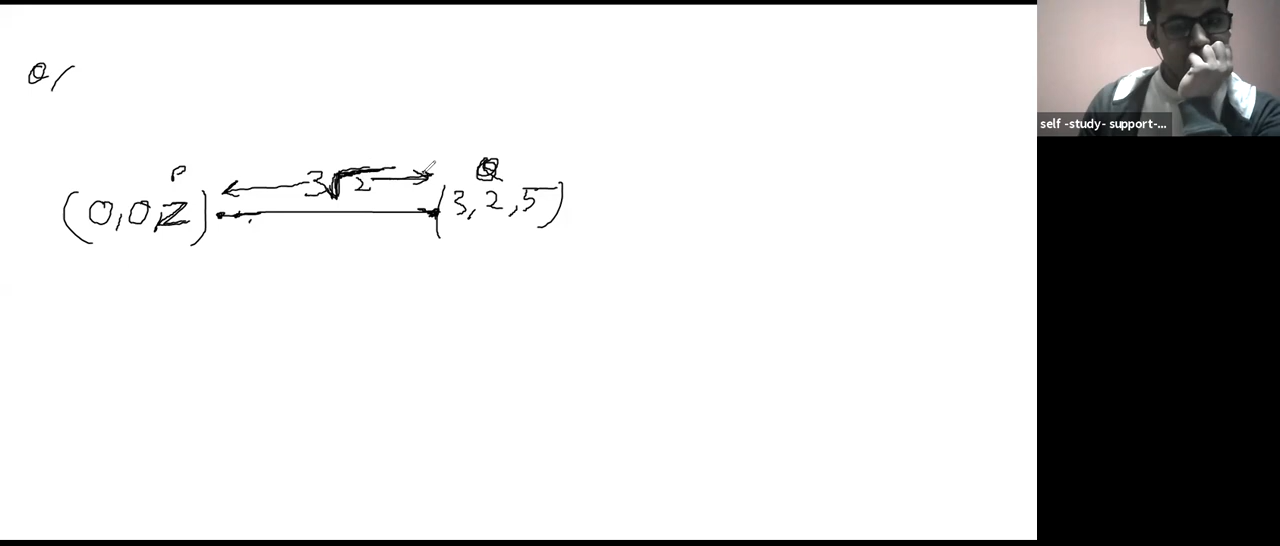 Q/
P 3√2 Q
(0,0,Z) (3,2,5)
self -study- support-...